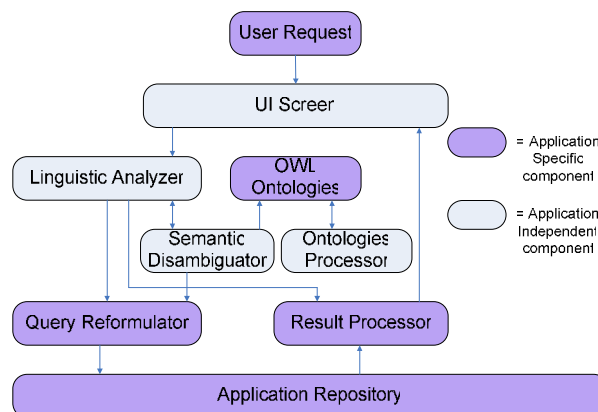 User Request
UI Screer
= Application
Specific
component
Linguistic Analyzer
OWL
Ontologies
= Application
Independent
component
Semantic
Disambiguator
Ontologies
Processor
Query Reformulator
Result Processor
Application Repository